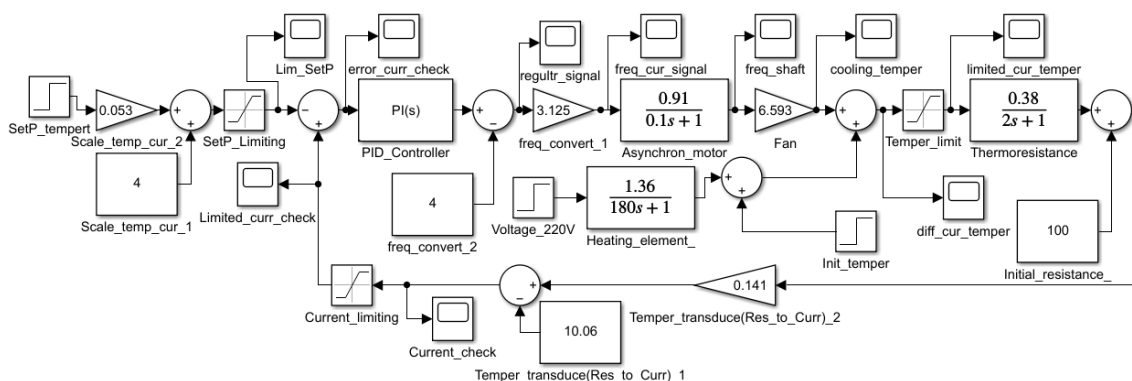 Lim_SetP
error_curr_check
regultr_signal
freq_cur_signal
freq_shaft
cooling_temper
limited_cur_temper
SetP_tempert
0.053
Scale_temp_cur_2
+
+
SetP_Limiting
−
+
PI(s)
PID_Controller
+
−
3.125
freq_convert_1
0.91
0.1s + 1
Asynchron_motor
6.593
Fan
+
+
Temper_limit
0.38
2s + 1
Thermoresistance
+
+
4
Scale_temp_cur_1
Limited_curr_check
4
freq_convert_2
Voltage_220V
1.36
180s + 1
Heating_element_
+
+
Init_temper
diff_cur_temper
100
Initial_resistance_
Current_limiting
Current_check
+
−
0.141
Temper_transduce(Res_to_Curr)_2
10.06
Temper_transduce(Res_to_Curr)_1